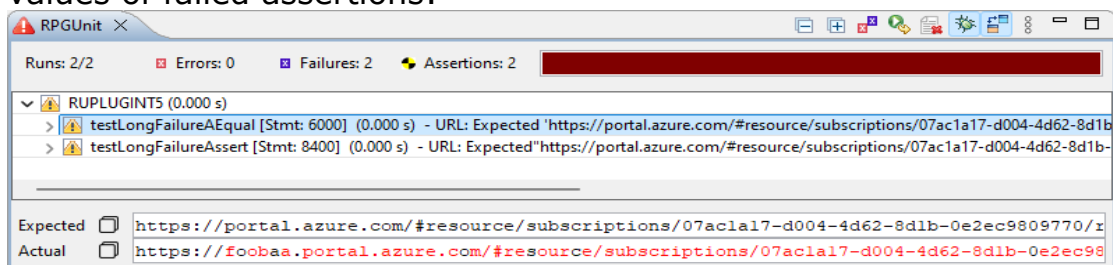 values of failed assertions.
RPGUnit
Runs: 2/2 Errors: 0 Failures: 2 Assertions: 2
RUPLUGINT5 (0.000 s)
testLongFailureAEqual [Stmt: 6000] (0.000 s) - URL: Expected 'https://portal.azure.com/#resource/subscriptions/07ac1a17-d004-4d62-8d1b
testLongFailureAssert [Stmt: 8400] (0.000 s) - URL: Expected"https://portal.azure.com/#resource/subscriptions/07ac1a17-d004-4d62-8d1b-
Expected https://portal.azure.com/#resource/subscriptions/07ac1a17-d004-4d62-8d1b-0e2ec9809770/r
Actual https://foobaa.portal.azure.com/#resource/subscriptions/07ac1a17-d004-4d62-8d1b-0e2ec98